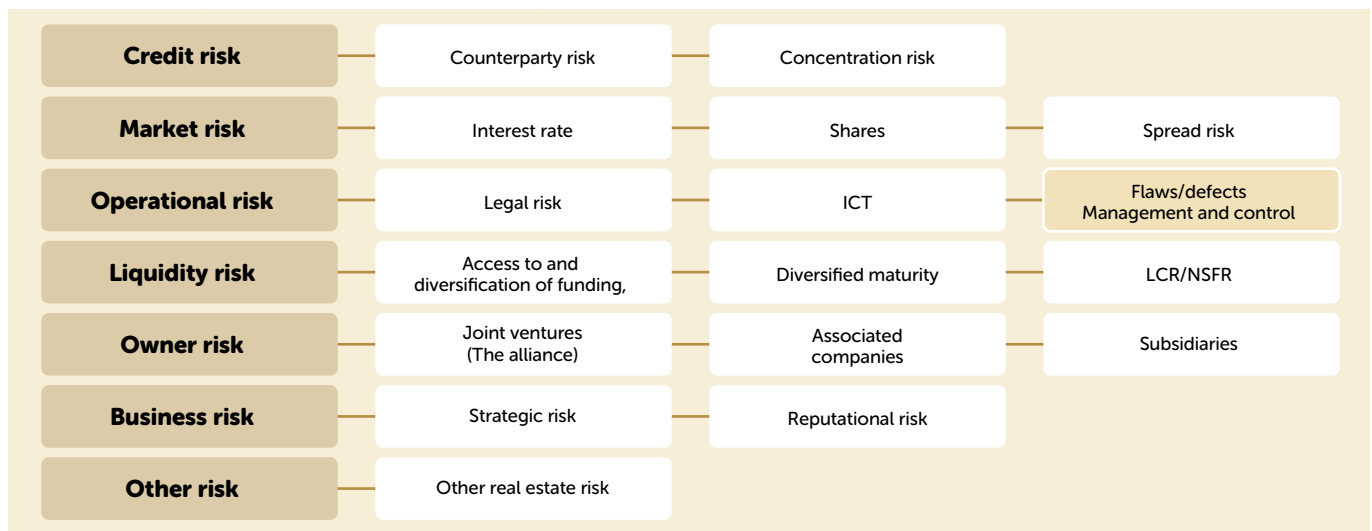 Credit risk
Counterparty risk
Concentration risk
Market risk
Interest rate
Shares
Spread risk
Operational risk
Legal risk
ICT
Flaws/defects
Management and control
Liquidity risk
Access to and
diversification of funding,
Diversified maturity
LCR/NSFR
Owner risk
Joint ventures
(The alliance)
Associated
companies
Subsidiaries
Business risk
Strategic risk
Reputational risk
Other risk
Other real estate risk